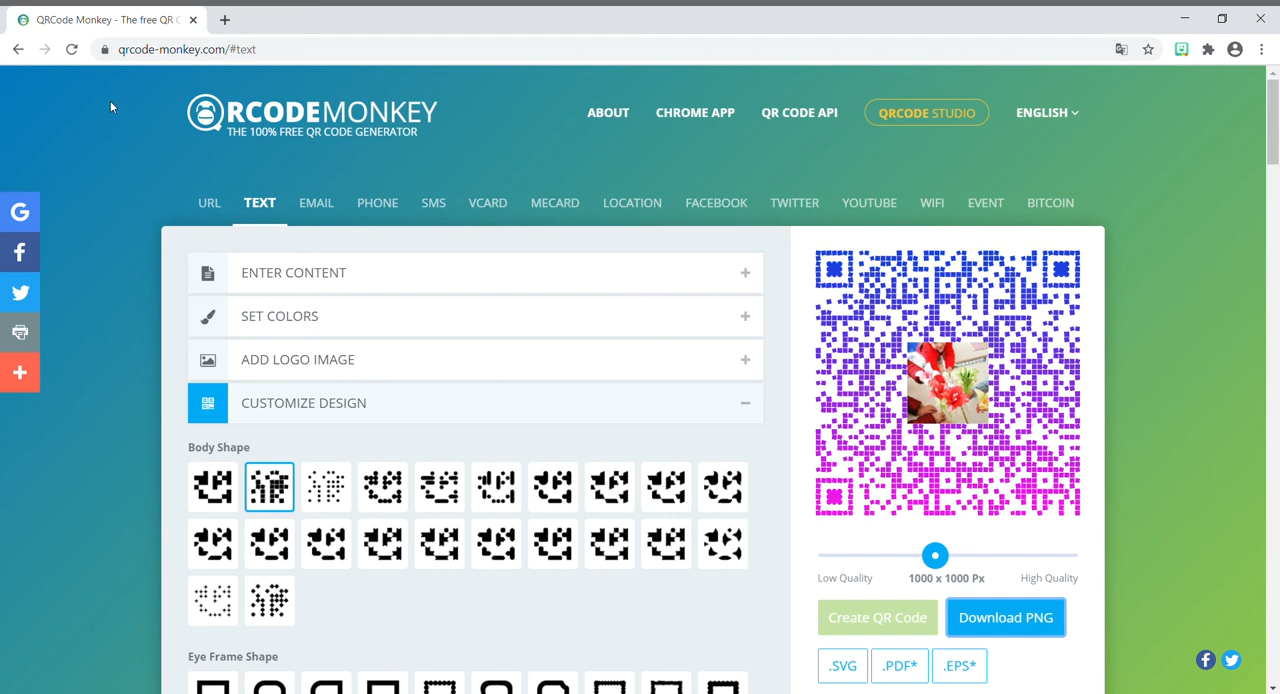 QRCode Monkey - The free QR C
qrcode-monkey.com/#text
RCODEMONKEY
THE 100% FREE QR CODE GENERATOR
ABOUT
CHROME APP
QR CODE API
QRCODE STUDIO
ENGLISH
URL
TEXT
EMAIL
PHONE
SMS
VCARD
MECARD
LOCATION
FACEBOOK
TWITTER
YOUTUBE
WIFI
EVENT
BITCOIN
ENTER CONTENT
SET COLORS
ADD LOGO IMAGE
CUSTOMIZE DESIGN
Body Shape
Eye Frame Shape
Low Quality
1000 x 1000 Px
High Quality
Create QR Code
Download PNG
.SVG
.PDF*
.EPS*